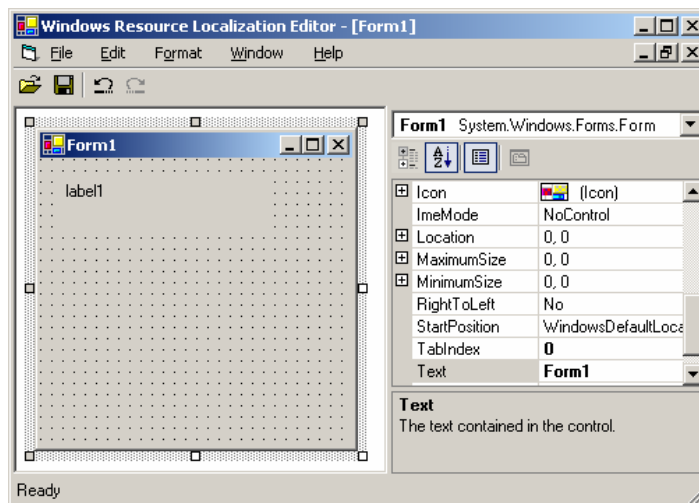 Windows Resource Localization Editor - [Form1]
File Edit Format Window Help
Form1 System.Windows.Forms.Form
Form1
label1
Icon (Icon)
ImeMode NoControl
Location 0, 0
MaximumSize 0, 0
MinimumSize 0, 0
RightToLeft No
StartPosition WindowsDefaultLoca
TabIndex 0
Text Form1
Text
The text contained in the control.
Ready